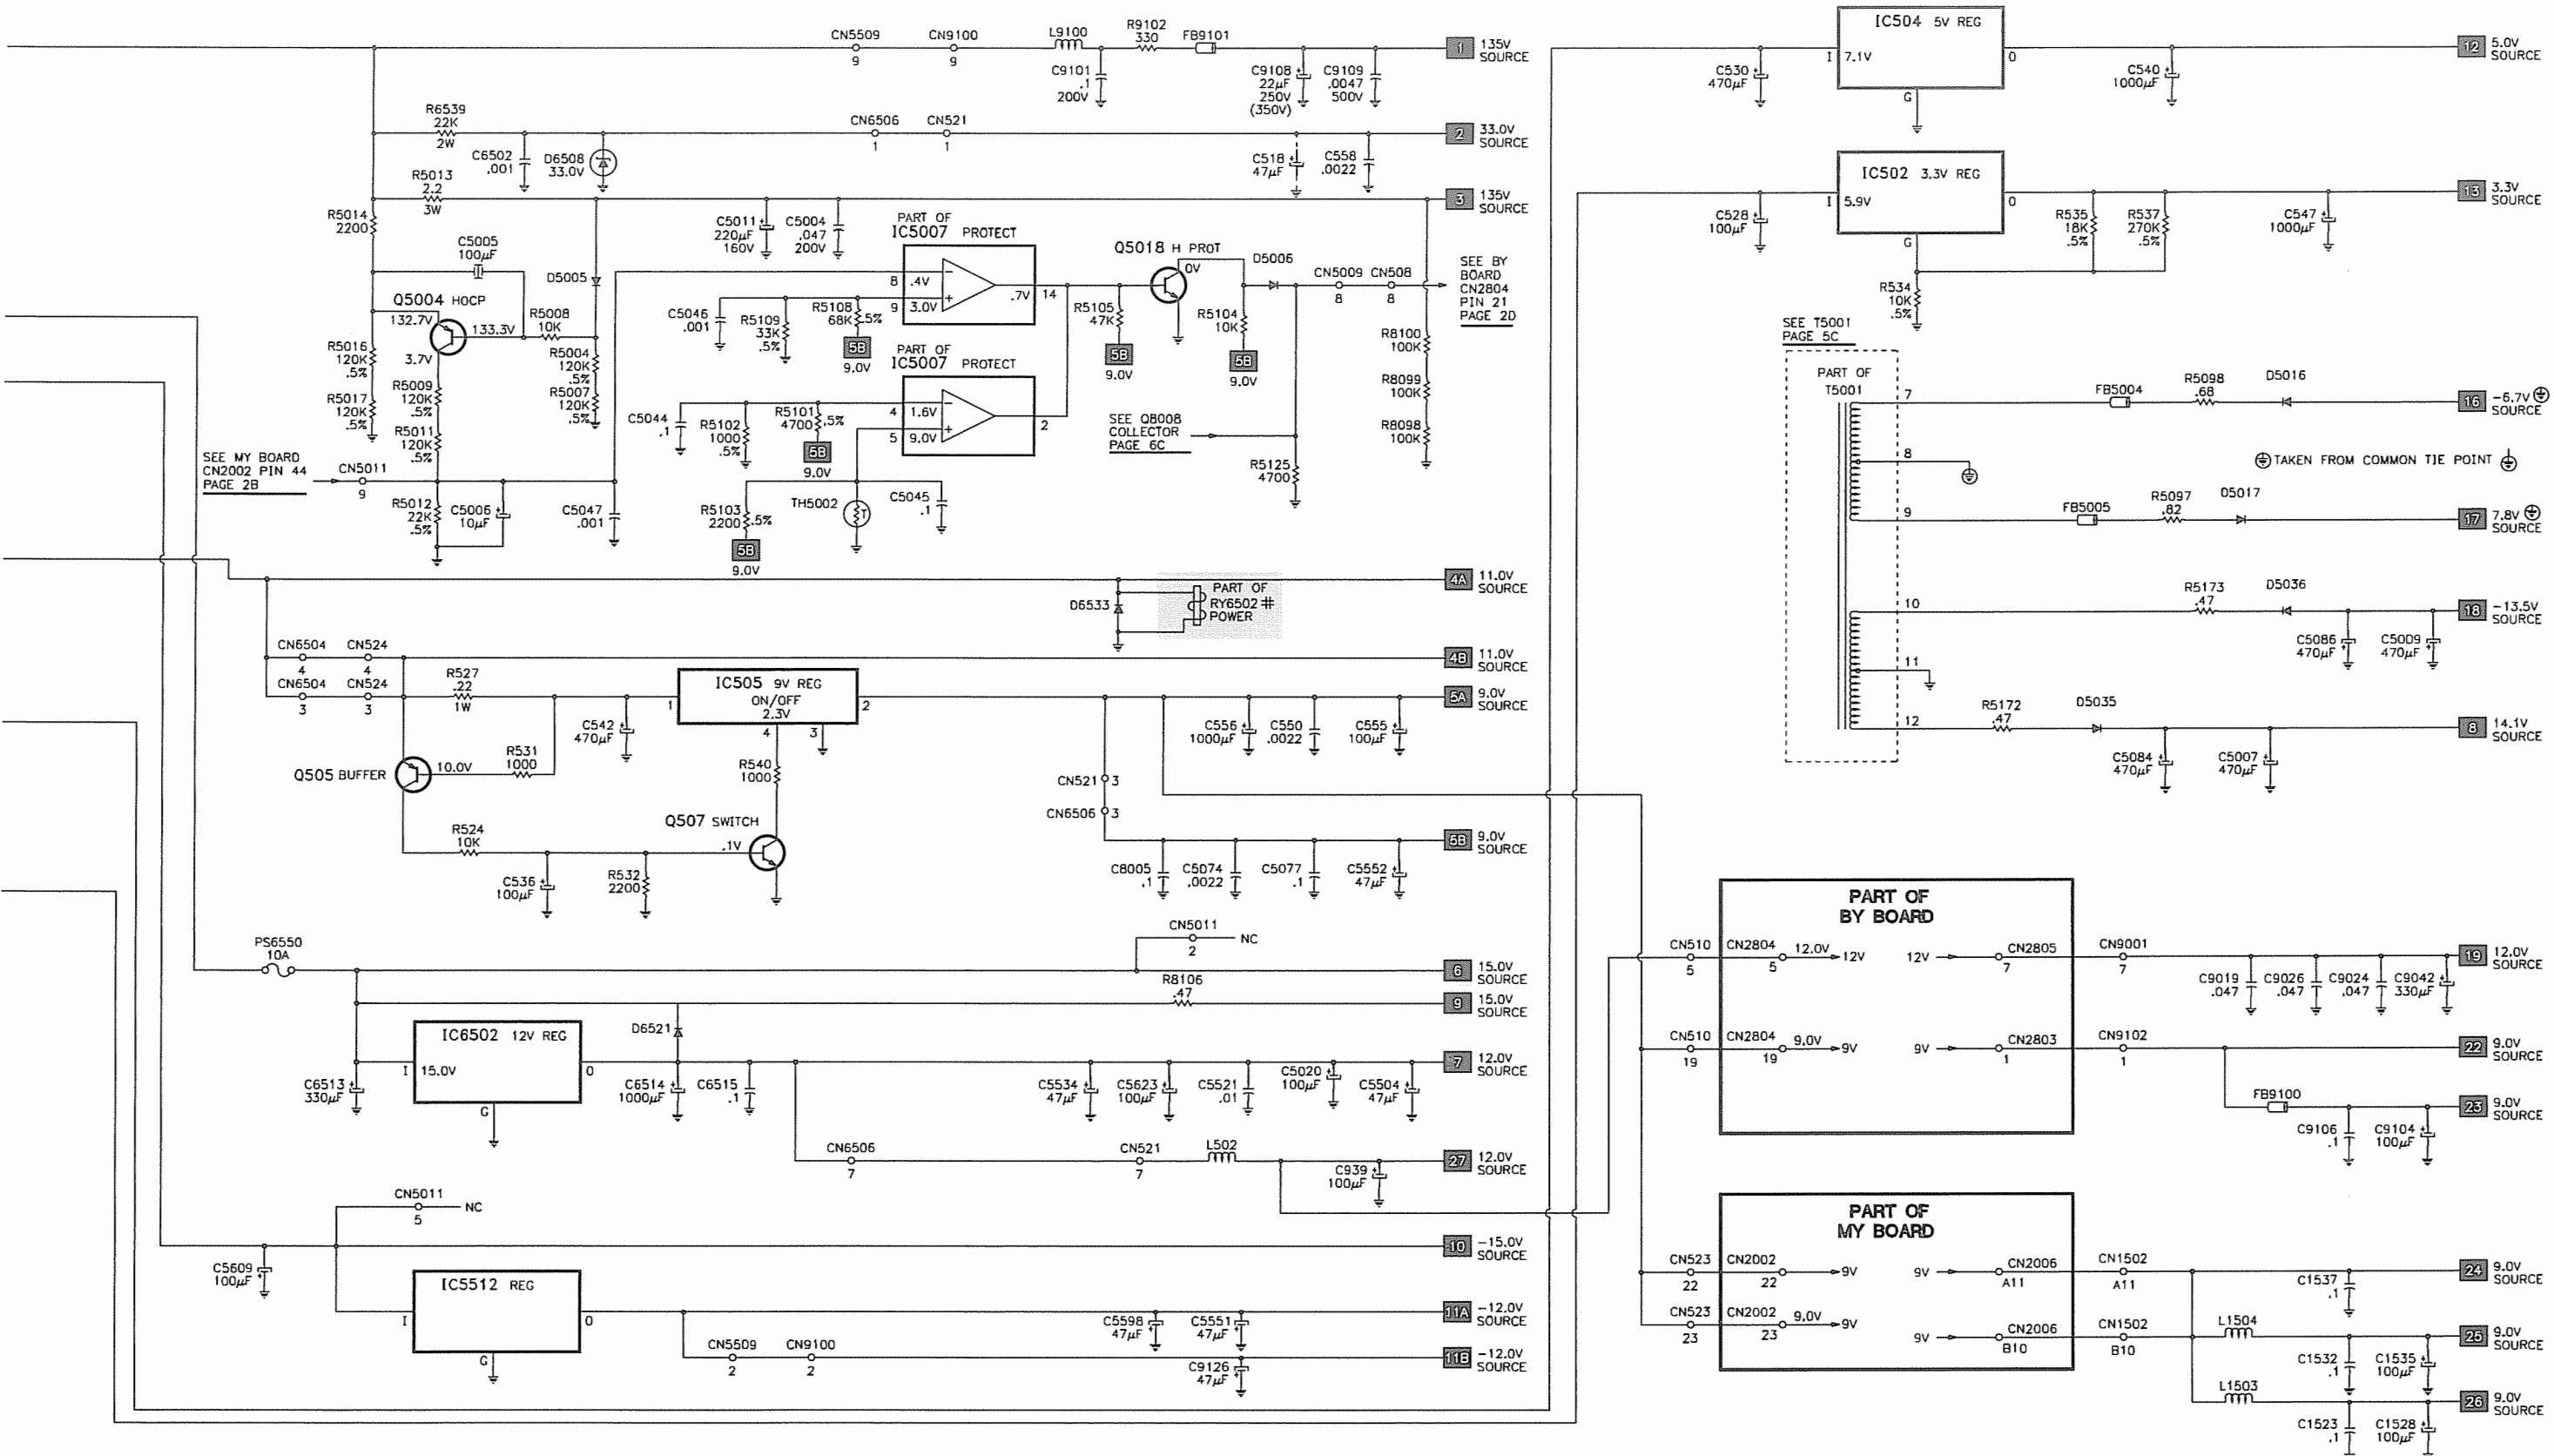 CN5509
9
CN9100
9
L9100
R9102
330
FB9101
C9101
.1
200V
C9108
22µF
250V
(350V)
C9109
.0047
500V
1
135V
SOURCE
R6539
22K
2W
C6502
.001
D6508
33.0V
CN6506
1
CN521
1
C518
47µF
C558
.0022
2
33.0V
SOURCE
R5013
2.2
3W
R5014
2200
C5005
100µF
D5005
C5011
220µF
160V
C5004
.047
200V
3
135V
SOURCE
PART OF
IC5007 PROTECT
8
.4V
9
3.0V
.7V
14
Q5018 H PROT
0V
D5006
CN5009
8
CN508
8
SEE BY
BOARD
CN2804
PIN 21
PAGE 2D
Q5004 HOCP
132.7V
133.3V
3.7V
R5008
10K
R5016
120K
.5%
R5017
120K
.5%
R5009
120K
.5%
R5011
120K
.5%
R5004
120K
.5%
R5007
120K
.5%
C5046
.001
R5109
33K
.5%
R5108
68K
.5%
5B
9.0V
R5105
47K
5B
9.0V
R5104
10K
5B
9.0V
R8100
100K
R8099
100K
R8098
100K
PART OF
IC5007 PROTECT
4
1.6V
5
9.0V
2
C5044
.1
R5102
1000
.5%
R5101
4700
.5%
5B
9.0V
SEE Q8008
COLLECTOR
PAGE 6C
R5125
4700
SEE MY BOARD
CN2002 PIN 44
PAGE 2B
CN5011
9
R5012
22K
.5%
C5006
10µF
C5047
.001
R5103
2200
.5%
5B
9.0V
TH5002
T
C5045
.1
4A
11.0V
SOURCE
D6533
PART OF
RY6502#
POWER
CN6504
4
CN524
4
4B
11.0V
SOURCE
CN6504
3
CN524
3
R527
.22
1W
C542
470µF
IC505 9V REG
ON/OFF
2.3V
1
2
4
3
C556
1000µF
C550
.0022
C555
100µF
5A
9.0V
SOURCE
Q505 BUFFER
10.0V
R531
1000
R540
1000
CN521
3
CN6506
3
Q507 SWITCH
.1V
R524
10K
C536
100µF
R532
2200
C8005
.1
C5074
.0022
C5077
.1
C5552
47µF
5B
9.0V
SOURCE
PS6550
10A
CN5011
2
NC
6
15.0V
SOURCE
R8106
.47
9
15.0V
SOURCE
IC6502 12V REG
I
15.0V
O
G
D6521
C6513
330µF
C6514
1000µF
C6515
.1
C5534
47µF
C5623
100µF
C5521
.01
C5020
100µF
C5504
47µF
7
12.0V
SOURCE
CN6506
7
CN521
7
L502
C939
100µF
27
12.0V
SOURCE
CN5011
5
NC
10
-15.0V
SOURCE
C5609
100µF
IC5512 REG
I
O
G
C5598
47µF
C5551
47µF
11A
-12.0V
SOURCE
CN5509
2
CN9100
2
C9126
47µF
11B
-12.0V
SOURCE
IC504 5V REG
I
7.1V
O
G
C530
470µF
C540
1000µF
12
5.0V
SOURCE
IC502 3.3V REG
I
5.9V
O
G
C528
100µF
R535
18K
.5%
R537
270K
.5%
C547
1000µF
13
3.3V
SOURCE
R534
10K
.5%
SEE T5001
PAGE 5C
PART OF
T5001
7
FB5004
R5098
.68
D5016
16
-6.7V
SOURCE
8
TAKEN FROM COMMON TIE POINT
9
FB5005
R5097
.82
D5017
17
7.8V
SOURCE
10
R5173
.47
D5036
C5086
470µF
C5009
470µF
18
-13.5V
SOURCE
11
12
R5172
.47
D5035
C5084
470µF
C5007
470µF
8
14.1V
SOURCE
PART OF
BY BOARD
CN510
5
CN2804
5
12.0V
12V
12V
CN2805
7
CN9001
7
C9019
.047
C9026
.047
C9024
.047
C9042
330µF
19
12.0V
SOURCE
CN510
19
CN2804
19
9.0V
9V
9V
CN2803
1
CN9102
1
22
9.0V
SOURCE
FB9100
C9106
.1
C9104
100µF
23
9.0V
SOURCE
PART OF
MY BOARD
CN523
22
CN2002
22
9V
9V
CN2006
A11
CN1502
A11
C1537
.1
24
9.0V
SOURCE
CN523
23
CN2002
23
9.0V
9V
9V
CN2006
B10
CN1502
B10
L1504
C1532
.1
C1535
100µF
25
9.0V
SOURCE
L1503
C1523
.1
C1528
100µF
26
9.0V
SOURCE